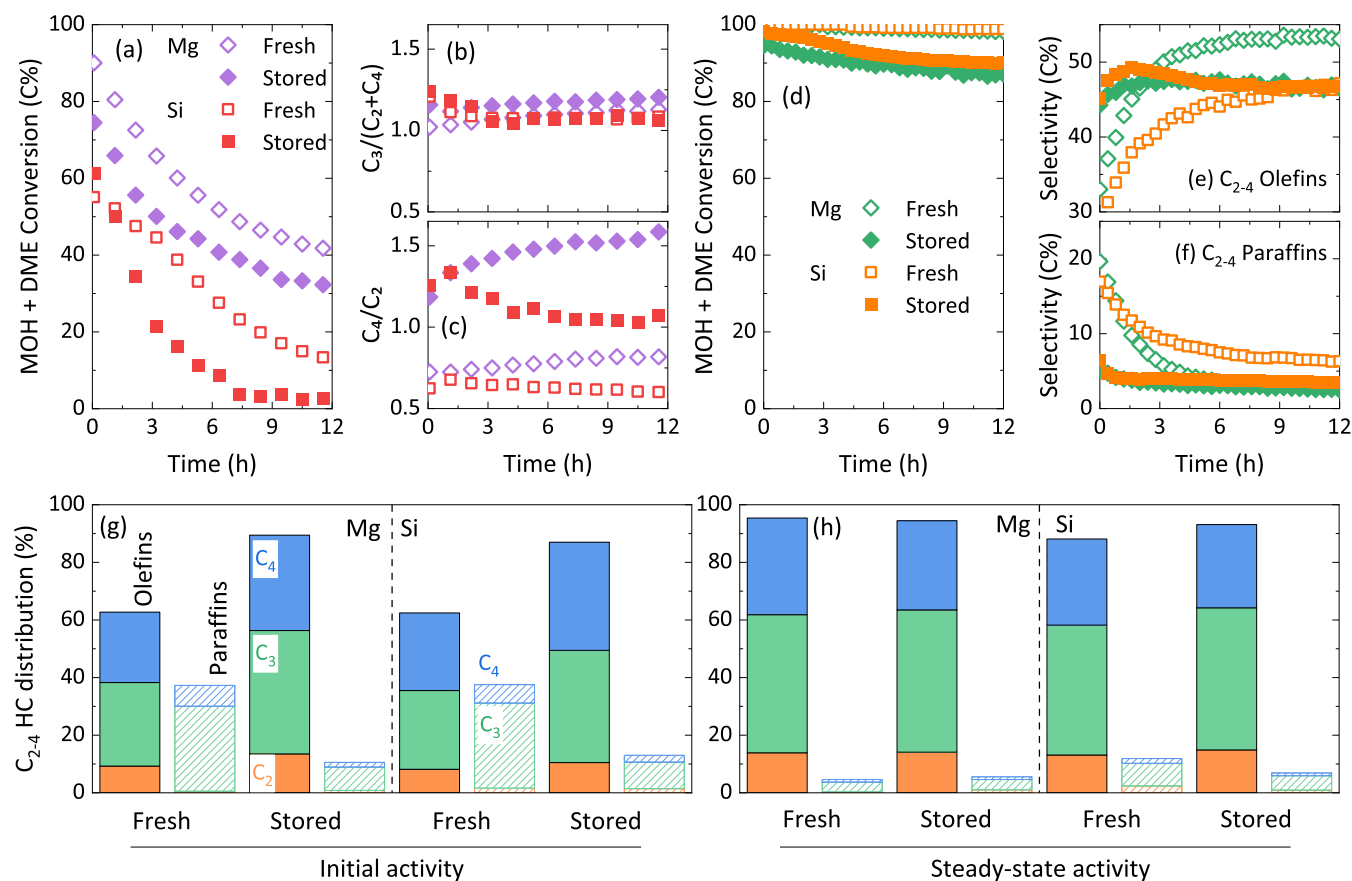 (a)
Mg Fresh
Stored
Si Fresh
Stored
MOH + DME Conversion (C%)
100
80
60
40
20
0
0 3 6 9 12
Time (h)
(b)
C₃/(C₂+C₄)
1.5
1.0
0.5
(c)
C₄/C₂
1.5
1.0
0.5
0 3 6 9 12
Time (h)
(d)
MOH + DME Conversion (C%)
100
80
60
40
20
0
Mg Fresh
Stored
Si Fresh
Stored
0 3 6 9 12
Time (h)
Selectivity (C%)
50
40
30
(e) C₂₋₄ Olefins
Selectivity (C%)
20
10
0
(f) C₂₋₄ Paraffins
0 3 6 9 12
Time (h)
C₂₋₄ HC distribution (%)
100
80
60
40
20
0
(g)
Mg
Si
Olefins
Paraffins
C₄
C₃
C₂
C₄
C₃
Fresh Stored Fresh Stored
Initial activity
100
80
60
40
20
0
(h)
Mg
Si
Fresh Stored Fresh Stored
Steady-state activity